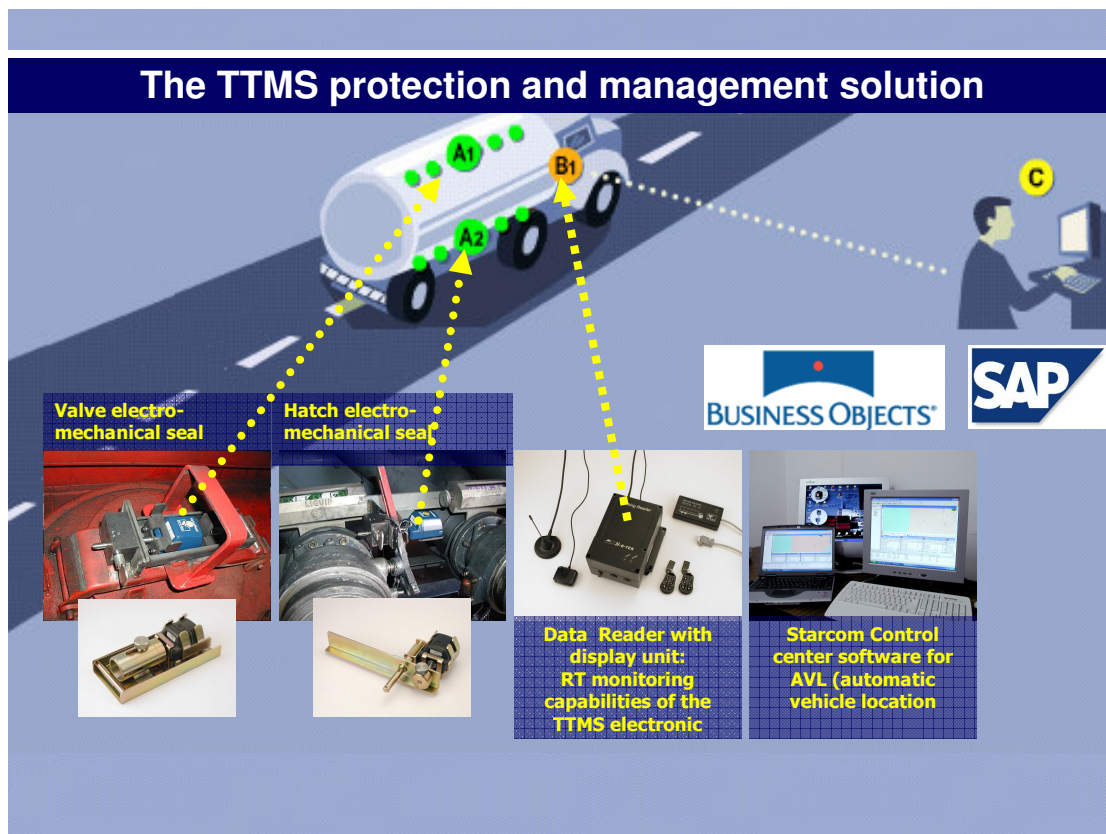 The TTMS protection and management solution
A1
B1
A2
C
BUSINESS OBJECTS®
SAP
Valve electro-
mechanical seal
Hatch electro-
mechanical seal
Data Reader with
display unit:
RT monitoring
capabilities of the
TTMS electronic
Starcom Control
center software for
AVL (automatic
vehicle location